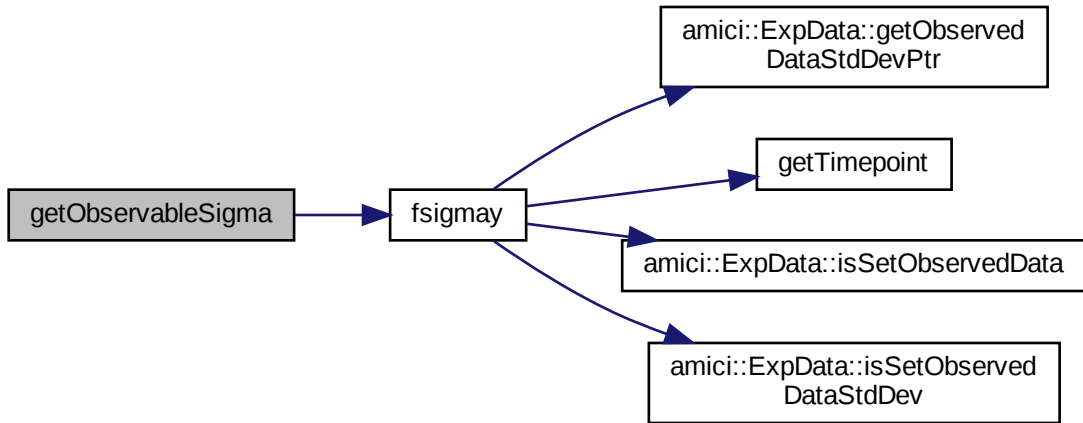 getObservableSigma
fsigmay
amici::ExpData::getObserved
DataStdDevPtr
getTimepoint
amici::ExpData::isSetObservedData
amici::ExpData::isSetObserved
DataStdDev